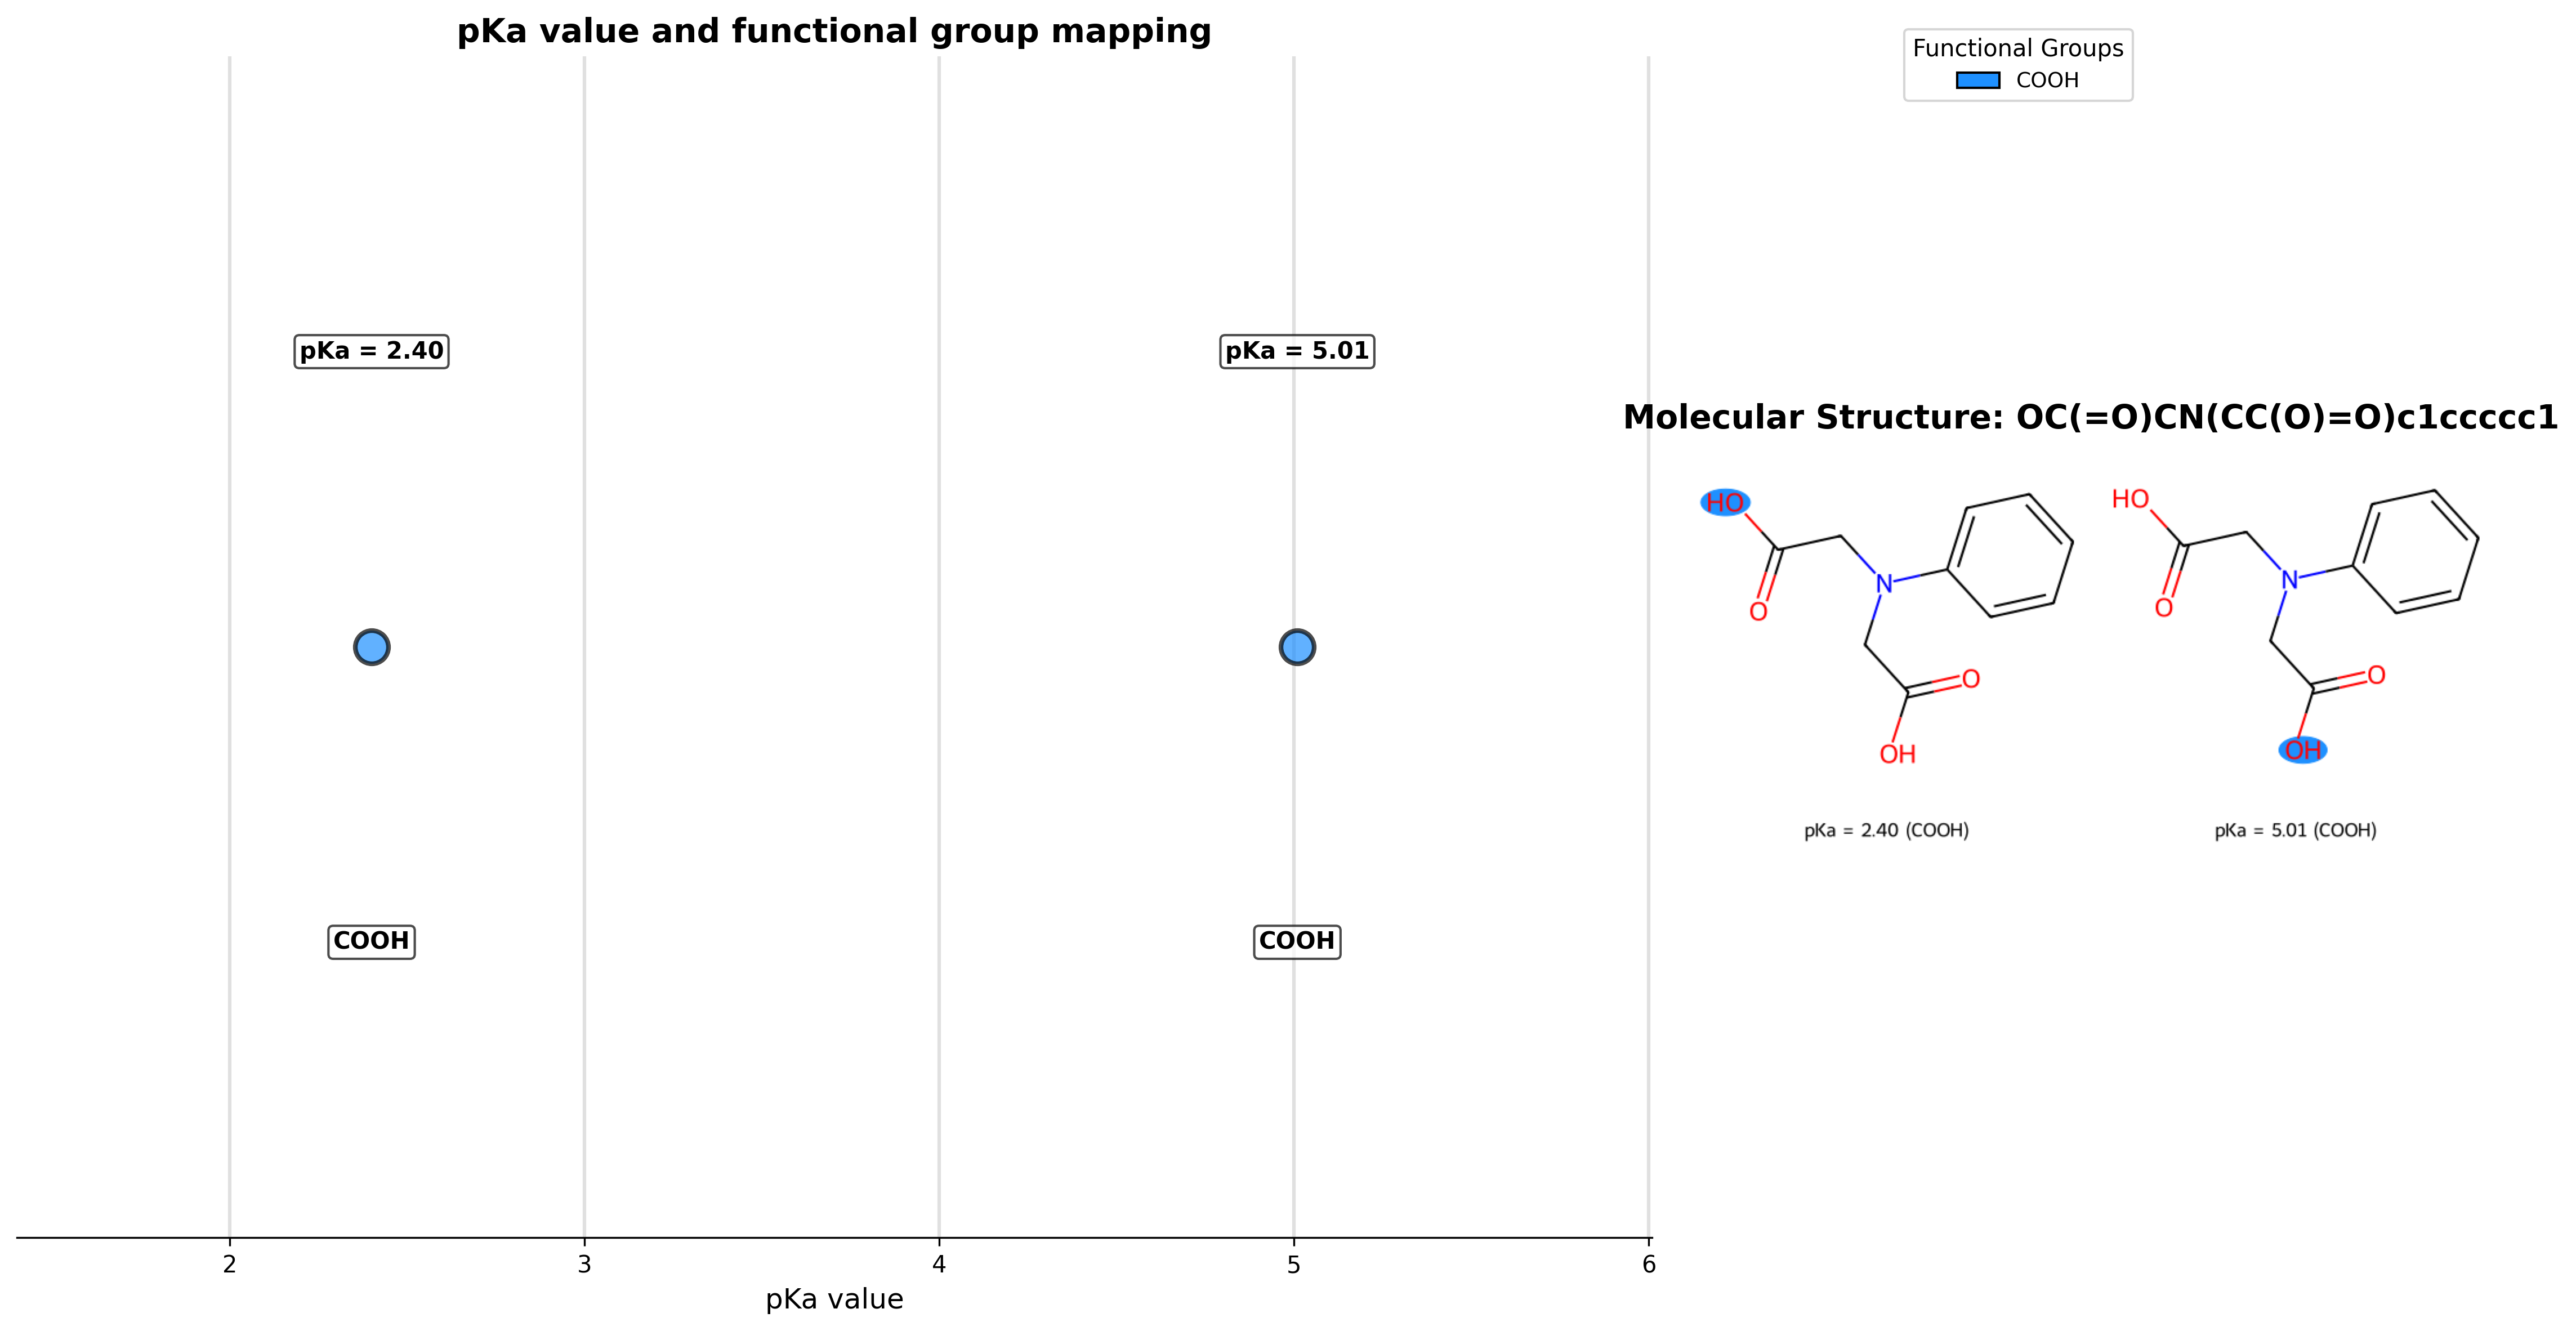 pKa value and functional group mapping
Functional Groups
COOH
pKa = 2.40
pKa = 5.01
COOH
COOH
2
3
4
5
6
pKa value
Molecular Structure: OC(=O)CN(CC(O)=O)c1ccccc1
HO
O
N
O
OH
pKa = 2.40 (COOH)
HO
O
N
O
OH
pKa = 5.01 (COOH)